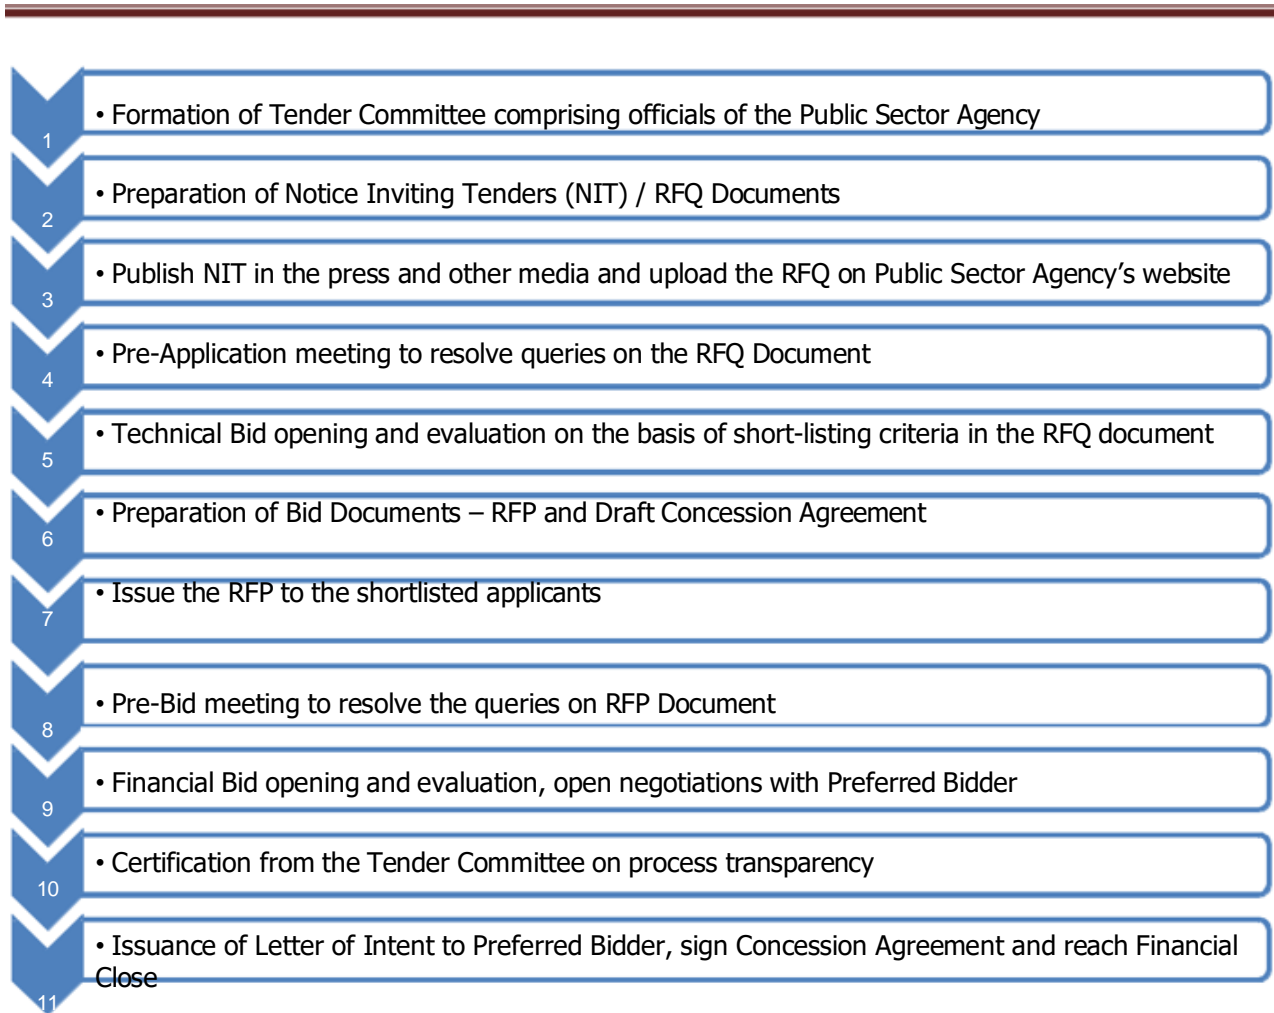 • Formation of Tender Committee comprising officials of the Public Sector Agency
1
• Preparation of Notice Inviting Tenders (NIT) / RFQ Documents
2
• Publish NIT in the press and other media and upload the RFQ on Public Sector Agency’s website
3
• Pre-Application meeting to resolve queries on the RFQ Document
4
• Technical Bid opening and evaluation on the basis of short-listing criteria in the RFQ document
5
• Preparation of Bid Documents – RFP and Draft Concession Agreement
6
• Issue the RFP to the shortlisted applicants
7
• Pre-Bid meeting to resolve the queries on RFP Document
8
• Financial Bid opening and evaluation, open negotiations with Preferred Bidder
9
• Certification from the Tender Committee on process transparency
10
• Issuance of Letter of Intent to Preferred Bidder, sign Concession Agreement and reach Financial
Close
11